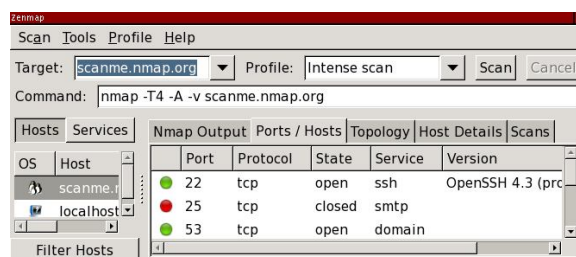 Zenmap
Scan Tools Profile Help
Target: scanme.nmap.org Profile: Intense scan Scan Cancel
Command: nmap -T4 -A -v scanme.nmap.org
Hosts Services Nmap Output Ports / Hosts Topology Host Details Scans
OS Host Port Protocol State Service Version
scanme.n 22 tcp open ssh OpenSSH 4.3 (pro
localhost 25 tcp closed smtp
53 tcp open domain
Filter Hosts